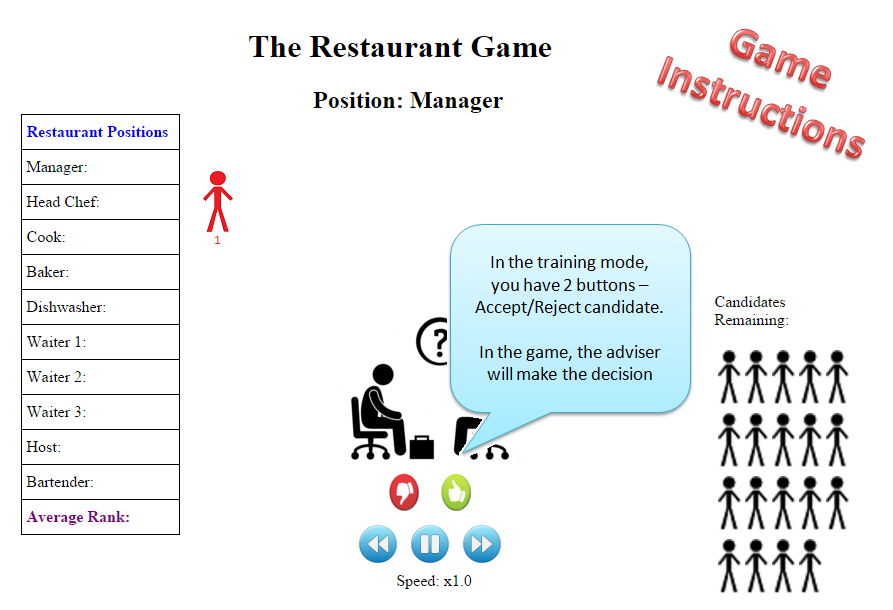 The Restaurant Game
Game
Instructions
Position: Manager
Restaurant Positions
Manager:
Head Chef:
Cook:
Baker:
Dishwasher:
Waiter 1:
Waiter 2:
Waiter 3:
Host:
Bartender:
Average Rank:
1
?
In the training mode,
you have 2 buttons –
Accept/Reject candidate.
In the game, the adviser
will make the decision
Candidates
Remaining:
Speed: x1.0